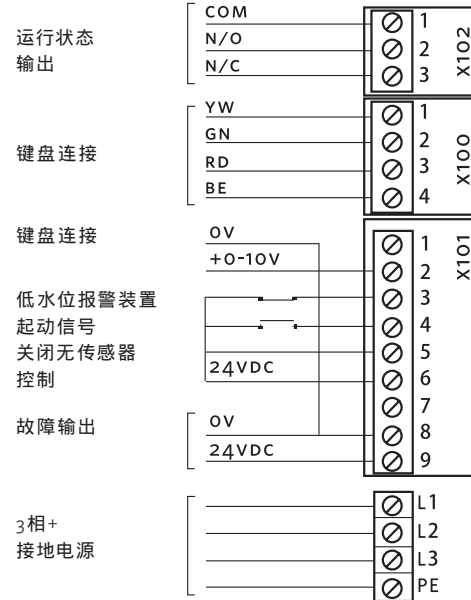 运行状态
输出
COM
N/O
N/C
1
2
3
X102
键盘连接
YW
GN
RD
BE
1
2
3
4
X100
键盘连接
0V
+0-10V
低水位报警装置
起动信号
关闭无传感器
控制
24VDC
故障输出
0V
24VDC
1
2
3
4
5
6
7
8
9
X101
3相+
接地电源
L1
L2
L3
PE